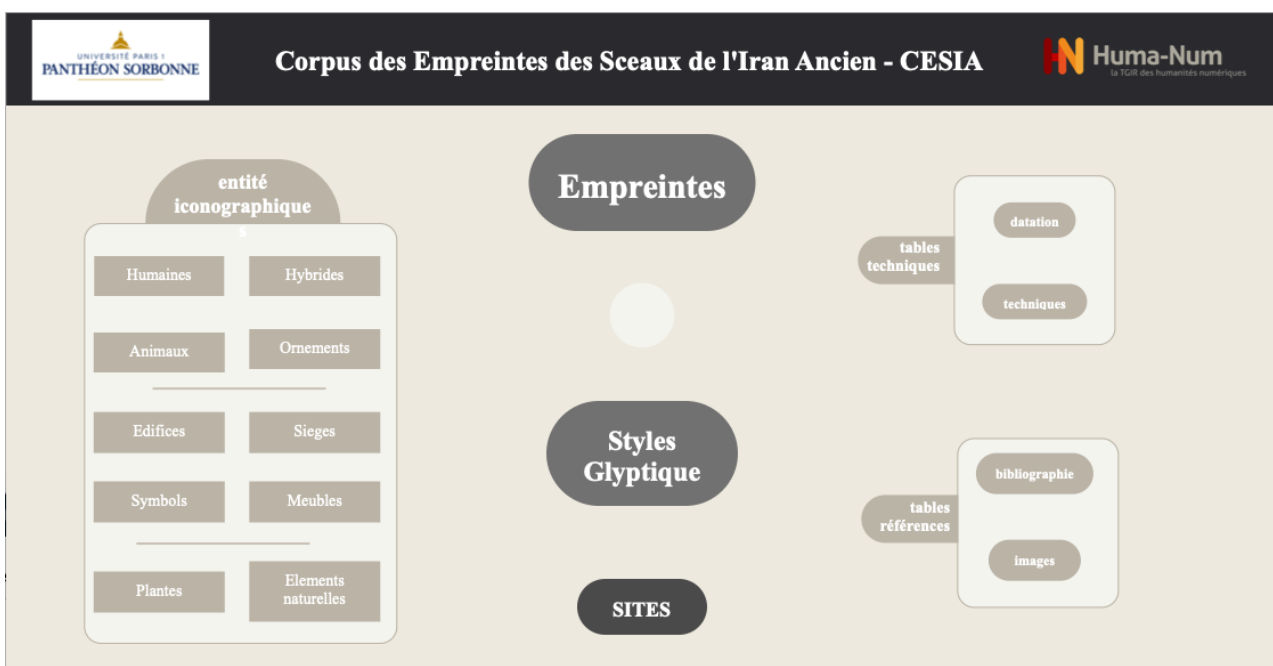 UNIVERSITÉ PARIS 1
PANTHÉON SORBONNE
Corpus des Empreintes des Sceaux de l'Iran Ancien - CESIA
Huma-Num
la TGIR des humanités numériques
entité
iconographique
s
Humaines
Hybrides
Animaux
Ornements
Edifices
Sieges
Symbols
Meubles
Plantes
Elements
naturelles
Empreintes
Styles
Glyptique
SITES
tables
techniques
datation
techniques
tables
références
bibliographie
images